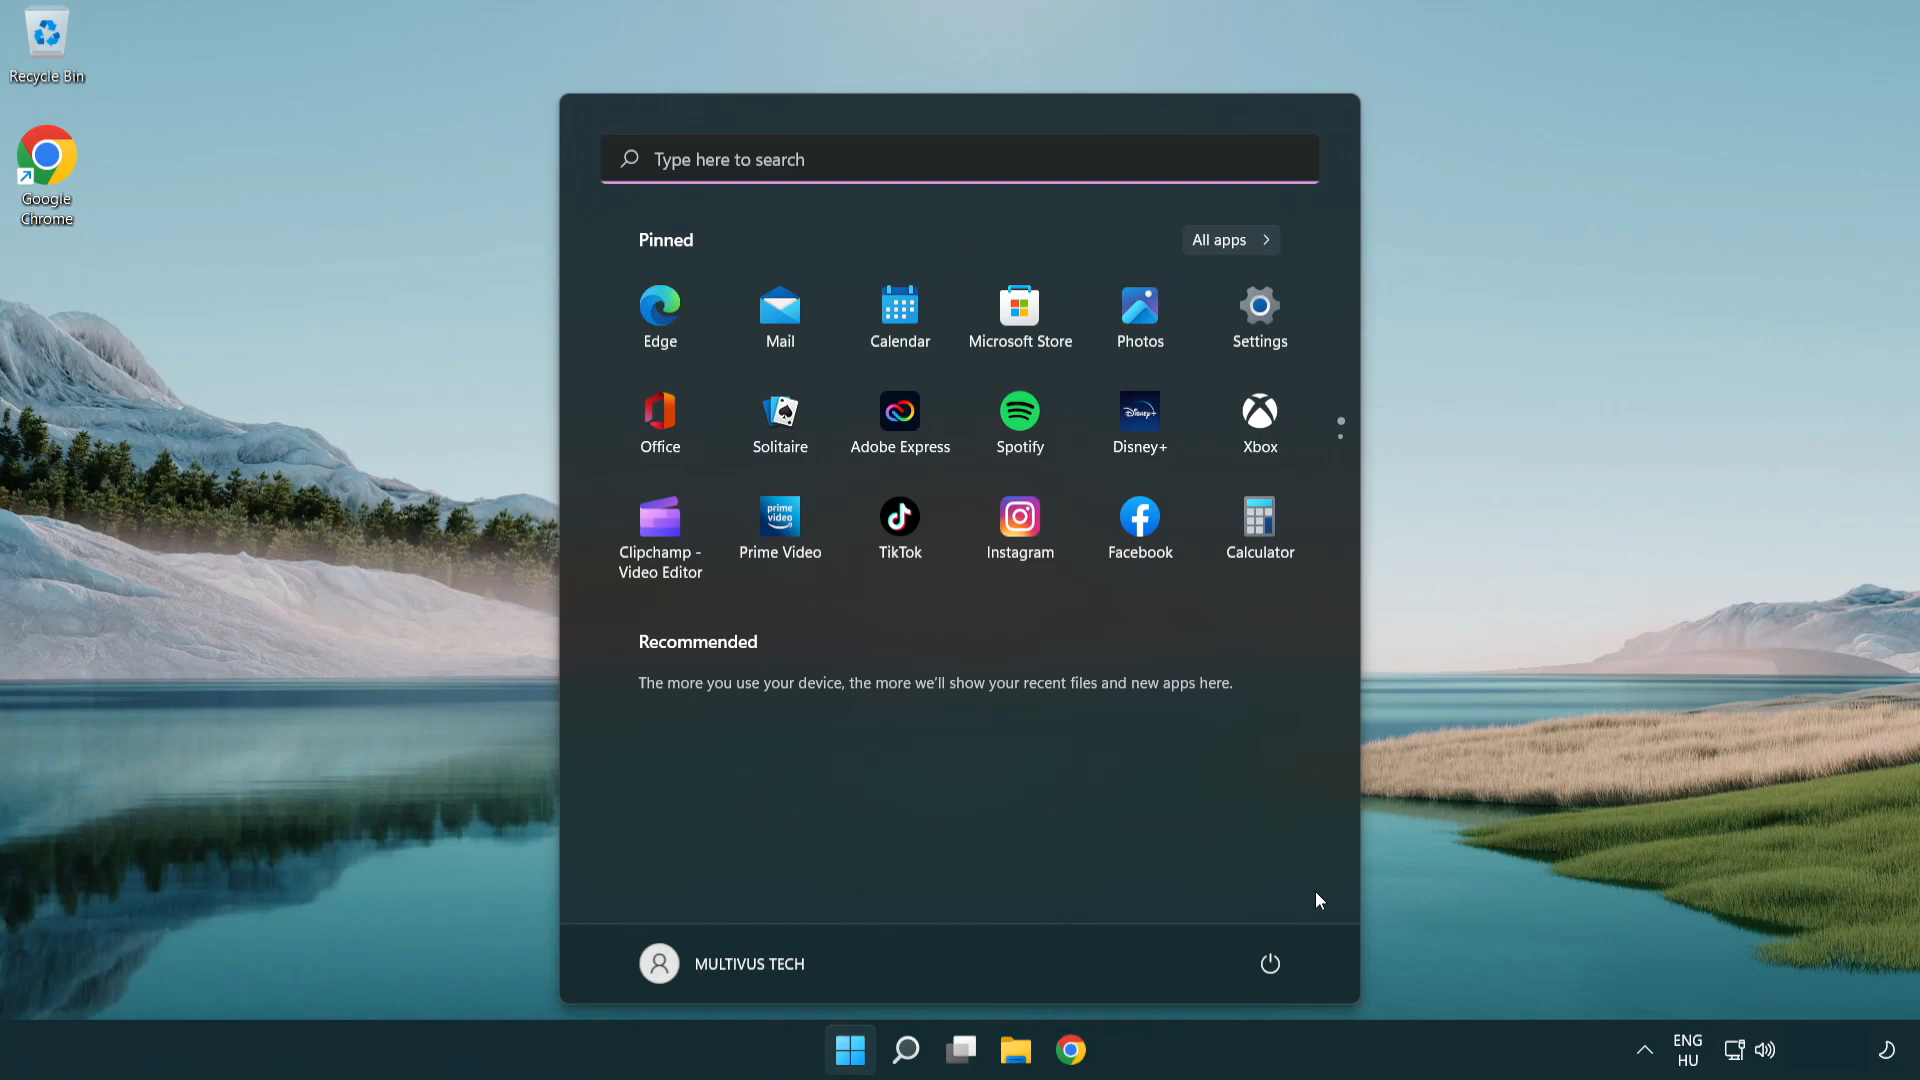 Recycle Bin
Google
Chrome
Type here to search
Pinned
All apps
Edge
Mail
Calendar
Microsoft Store
Photos
Settings
Office
Solitaire
Adobe Express
Spotify
Disney+
Disney+
Xbox
prime
video
Clipchamp -
Video Editor
Prime Video
TikTok
Instagram
Facebook
Calculator
Recommended
The more you use your device, the more we'll show your recent files and new apps here.
MULTIVUS TECH
ENG
HU